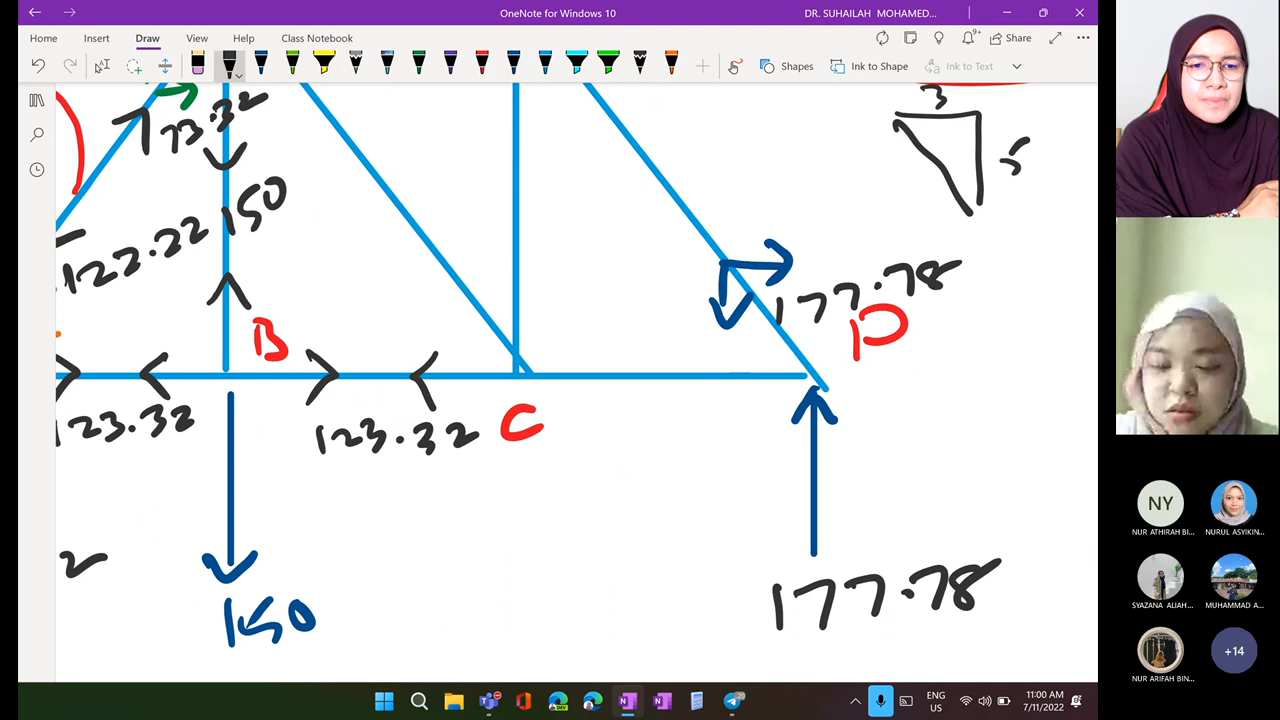 OneNote for Windows 10
DR. SUHAILAH MOHAMED...
Home Insert Draw View Help Class Notebook
9+
Share
Shapes
Ink to Shape
Ink to Text
3
5
73.32
150
122.22
177.78
B
D
123.32
123.32
C
2
150
177.78
NY
NUR ATHIRAH BI...
NURUL ASYIKIN...
SYAZANA ALIAH...
MUHAMMAD A...
NUR ARIFAH BIN...
+14
ENG
US
11:00 AM
7/11/2022